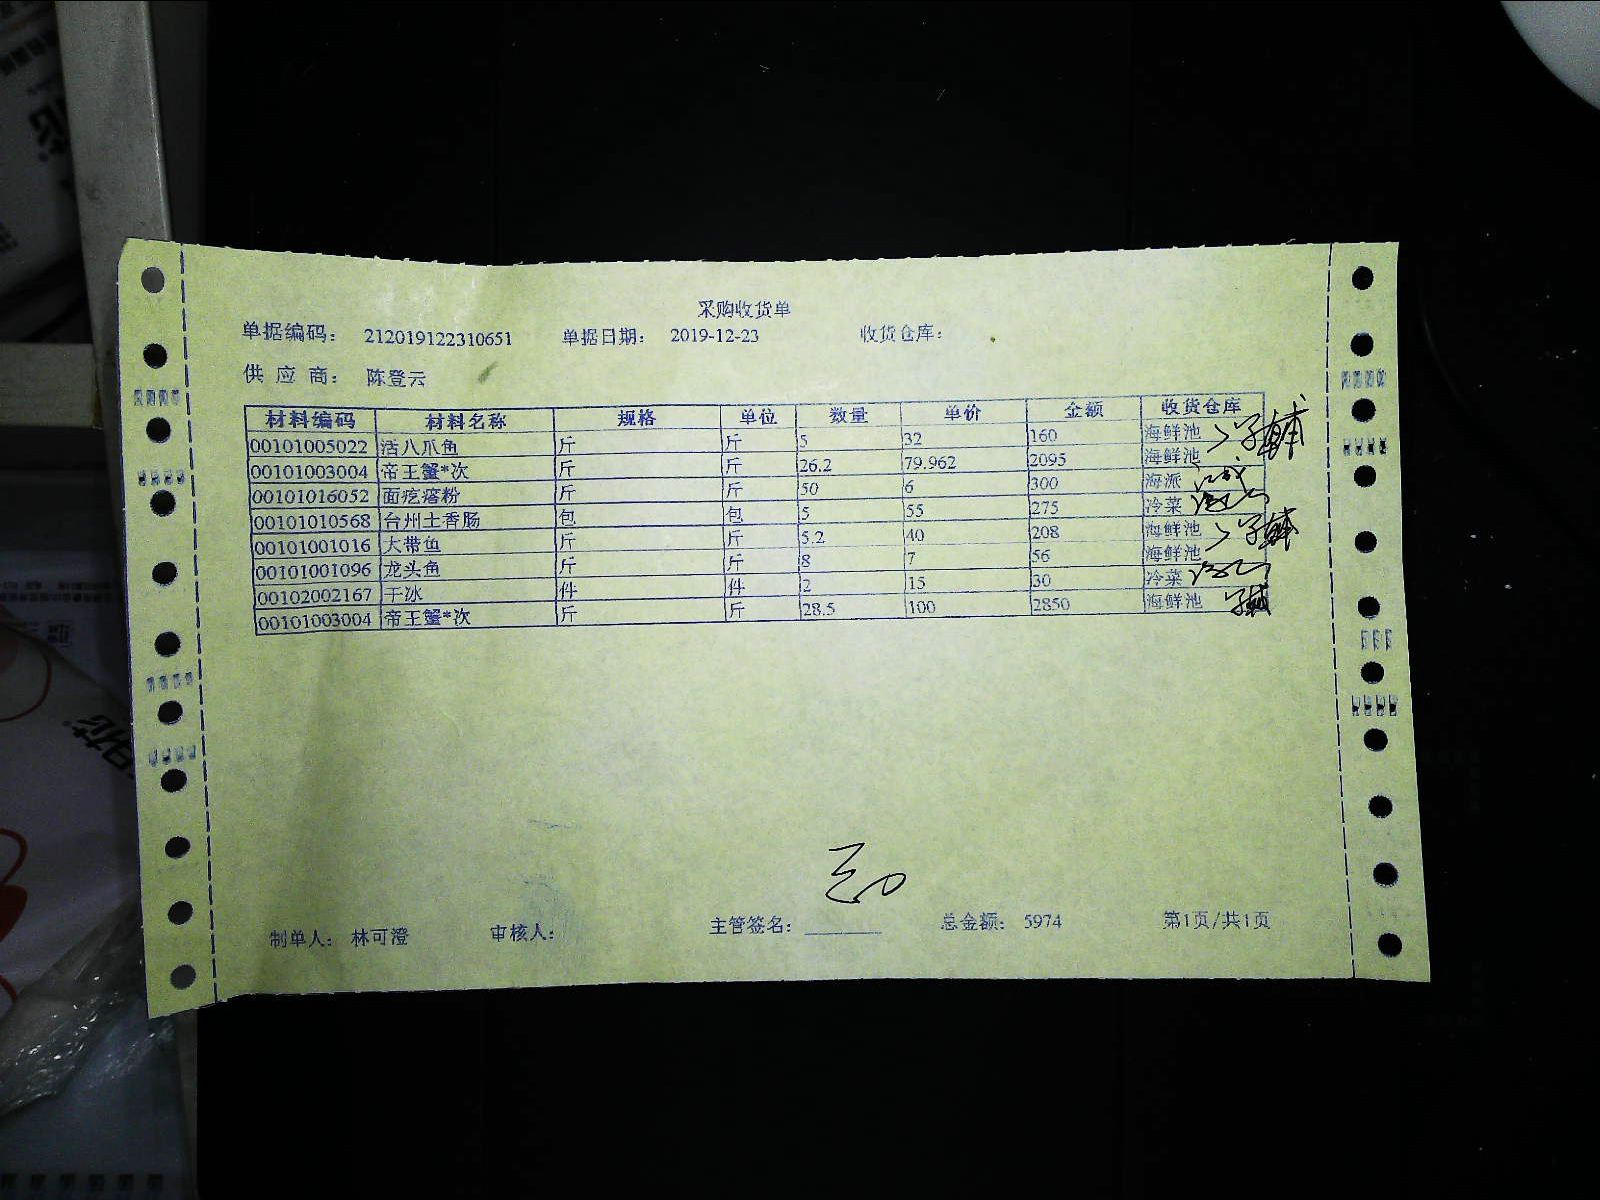 采购收货单
单据编码： 212019122310651 单据日期： 2019-12-23 收货仓库：
供 应 商： 陈登云
材料编码 材料名称 规格 单位 数量 单价 金额 收货仓库
00101005022 活八爪鱼 斤 斤 5 32 160 海鲜池
00101003004 帝王蟹*次 斤 斤 26.2 79.962 2095 海鲜池
00101016052 面疙瘩粉 斤 斤 50 6 300 海派
00101010568 台州土香肠 包 包 5 55 275 冷菜
00101001016 大带鱼 斤 斤 5.2 40 208 海鲜池
00101001096 龙头鱼 斤 斤 8 7 56 海鲜池
00102002167 干冰 件 件 2 15 30 冷菜
00101003004 帝王蟹*次 斤 斤 28.5 100 2850 海鲜池
制单人： 林可澄 审核人： 主管签名： 总金额： 5974 第1页/共1页